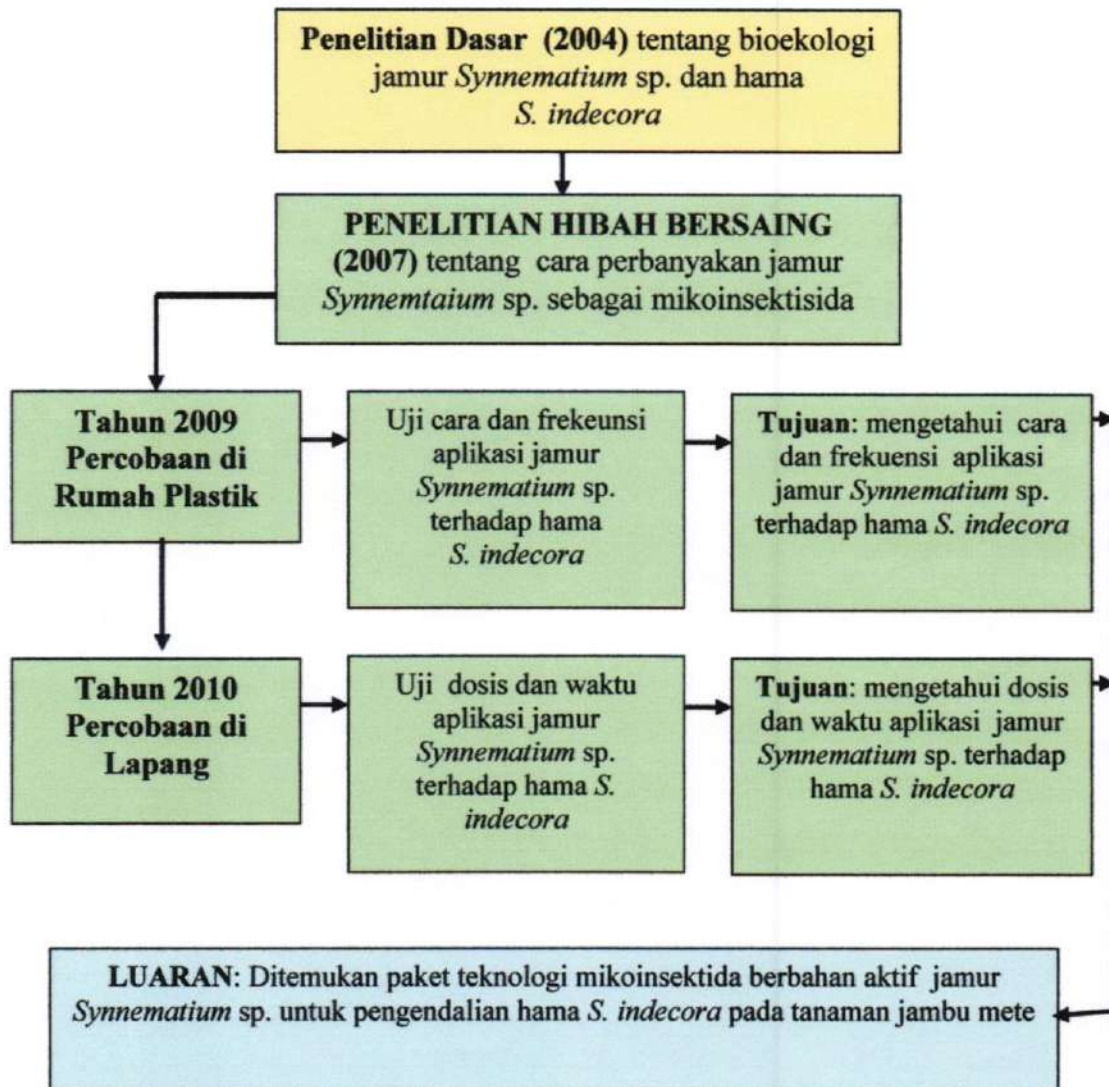 Penelitian Dasar (2004) tentang bioekologi
jamur Synnematium sp. dan hama
S. indecora
PENELITIAN HIBAH BERSAING
(2007) tentang cara perbanyakan jamur
Synnemtaium sp. sebagai mikoinsektisida
Tahun 2009
Percobaan di
Rumah Plastik
Uji cara dan frekeunsi
aplikasi jamur
Synnematium sp.
terhadap hama
S. indecora
Tujuan: mengetahui cara
dan frekuensi aplikasi
jamur Synnematium sp.
terhadap hama S. indecora
Tahun 2010
Percobaan di
Lapang
Uji dosis dan waktu
aplikasi jamur
Synnematium sp.
terhadap hama S.
indecora
Tujuan: mengetahui dosis
dan waktu aplikasi jamur
Synnematium sp. terhadap
hama S. indecora
LUARAN: Ditemukan paket teknologi mikoinsektida berbahan aktif jamur
Synnematium sp. untuk pengendalian hama S. indecora pada tanaman jambu mete